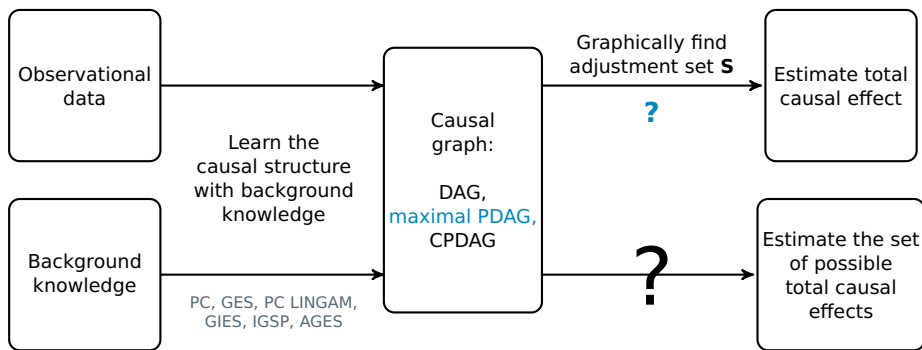 Observational
data
Background
knowledge
Learn the
causal structure
with background
knowledge
PC, GES, PC LINGAM,
GIES, IGSP, AGES
Causal
graph:
DAG,
maximal PDAG,
CPDAG
Graphically find
adjustment set S
?
?
Estimate total
causal effect
Estimate the set
of possible
total causal
effects